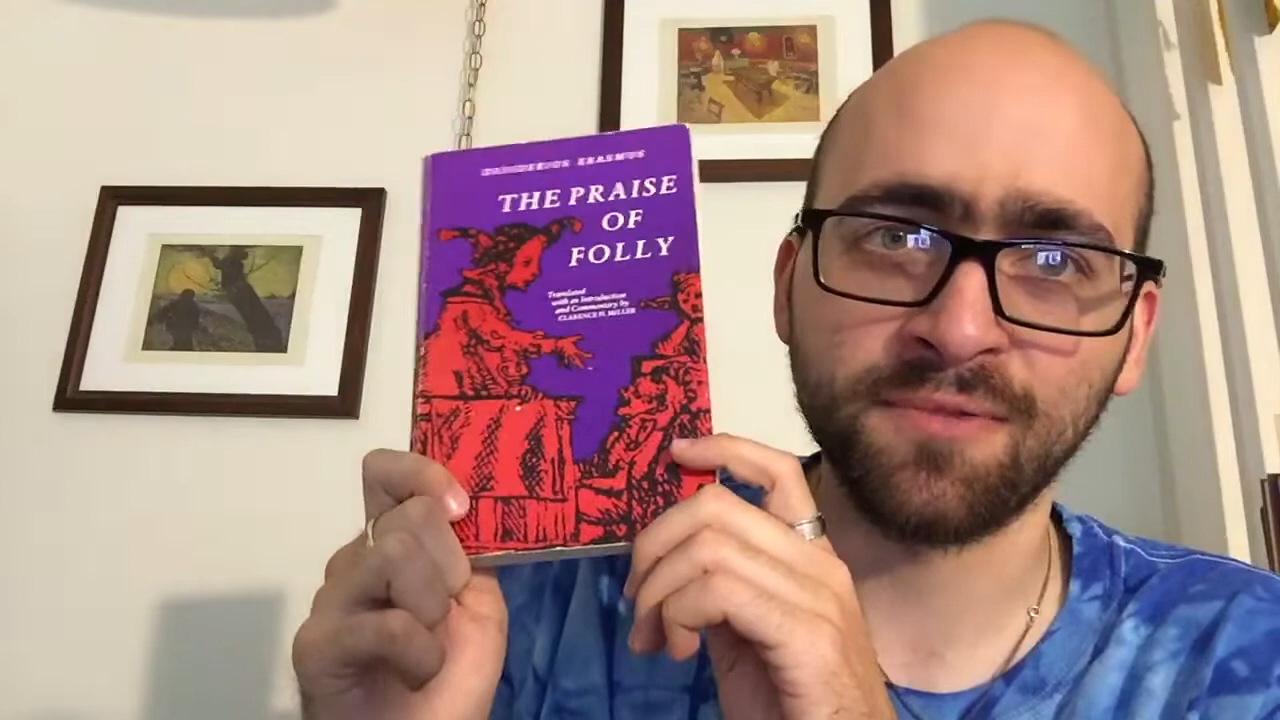 DESIDERIUS ERASMUS
THE PRAISE
OF
FOLLY
Translated
with an Introduction
and Commentary by
CLARENCE H. MILLER